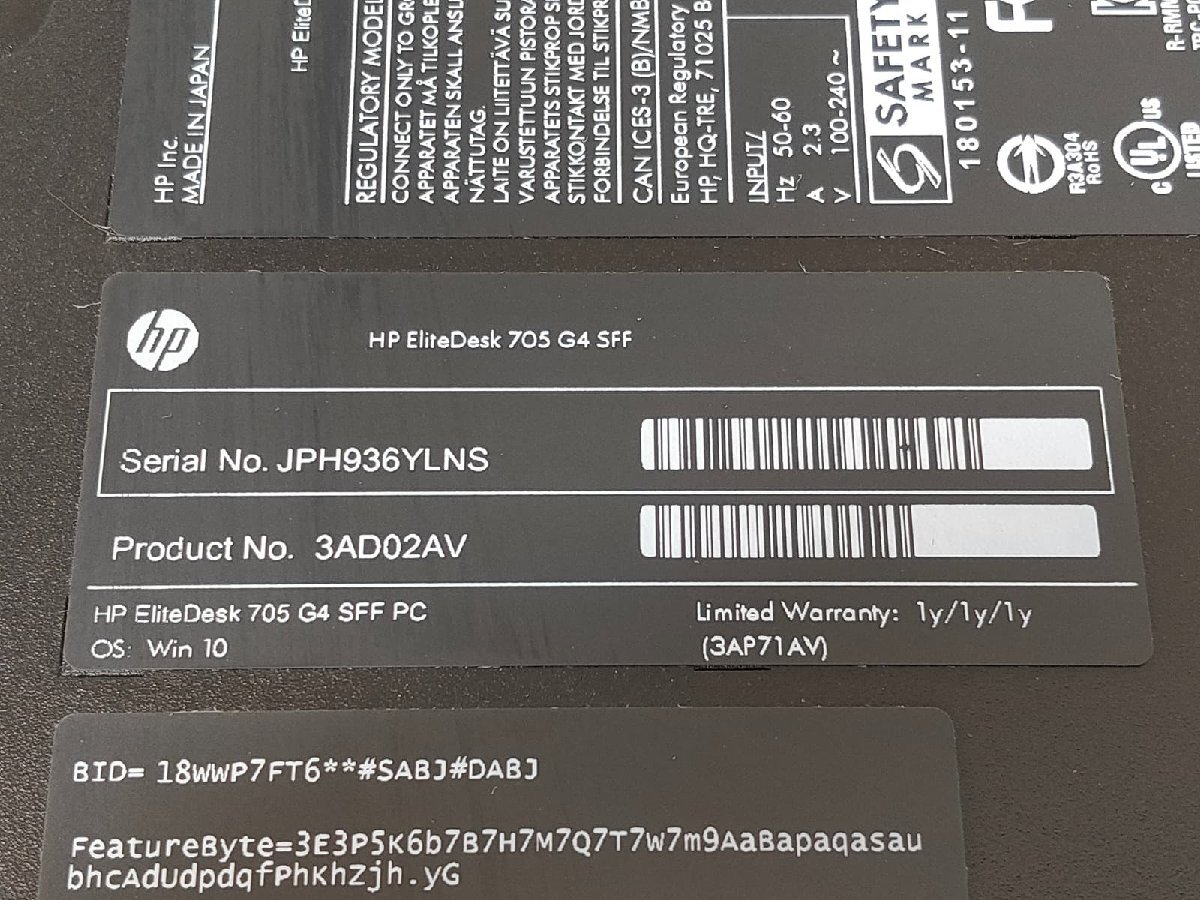 HP Inc.
MADE IN JAPAN
REGULATORY MODEL
CONNECT ONLY TO
APPARATET MÅ TILKOPLE
APPARATEN SKALL ANSLU
NÄTTUTAG.
LAITE ON LIITETTÄVÄ SU
VARUSTETTUUN PISTORA
APPARATETS STIKPROP
STIKKONTAKT MED JORD
FORBINDELSE TIL STIKPR
CAN ICES-3 (B)/NMB
European Regulatory
HP, HQ-TRE, 71025 B
INPUT/
Hz 50-60
A 2.3
V 100-240~
SAFETY
MARK
180153-11
R3A304
RoHS
C UL US
LISTED
hp
HP EliteDesk 705 G4 SFF
Serial No. JPH936YLNS
Product No. 3AD02AV
HP EliteDesk 705 G4 SFF PC
Limited Warranty: 1y/1y/1y
OS: Win 10
(3AP71AV)
BID= 18WWP7FT6**#SABJ#DABJ
FeatureByte=3E3P5K6b7B7H7M7Q7T7W7m9AaBapaqasau
bhcAdUdpdqfPhKhZjh.yG